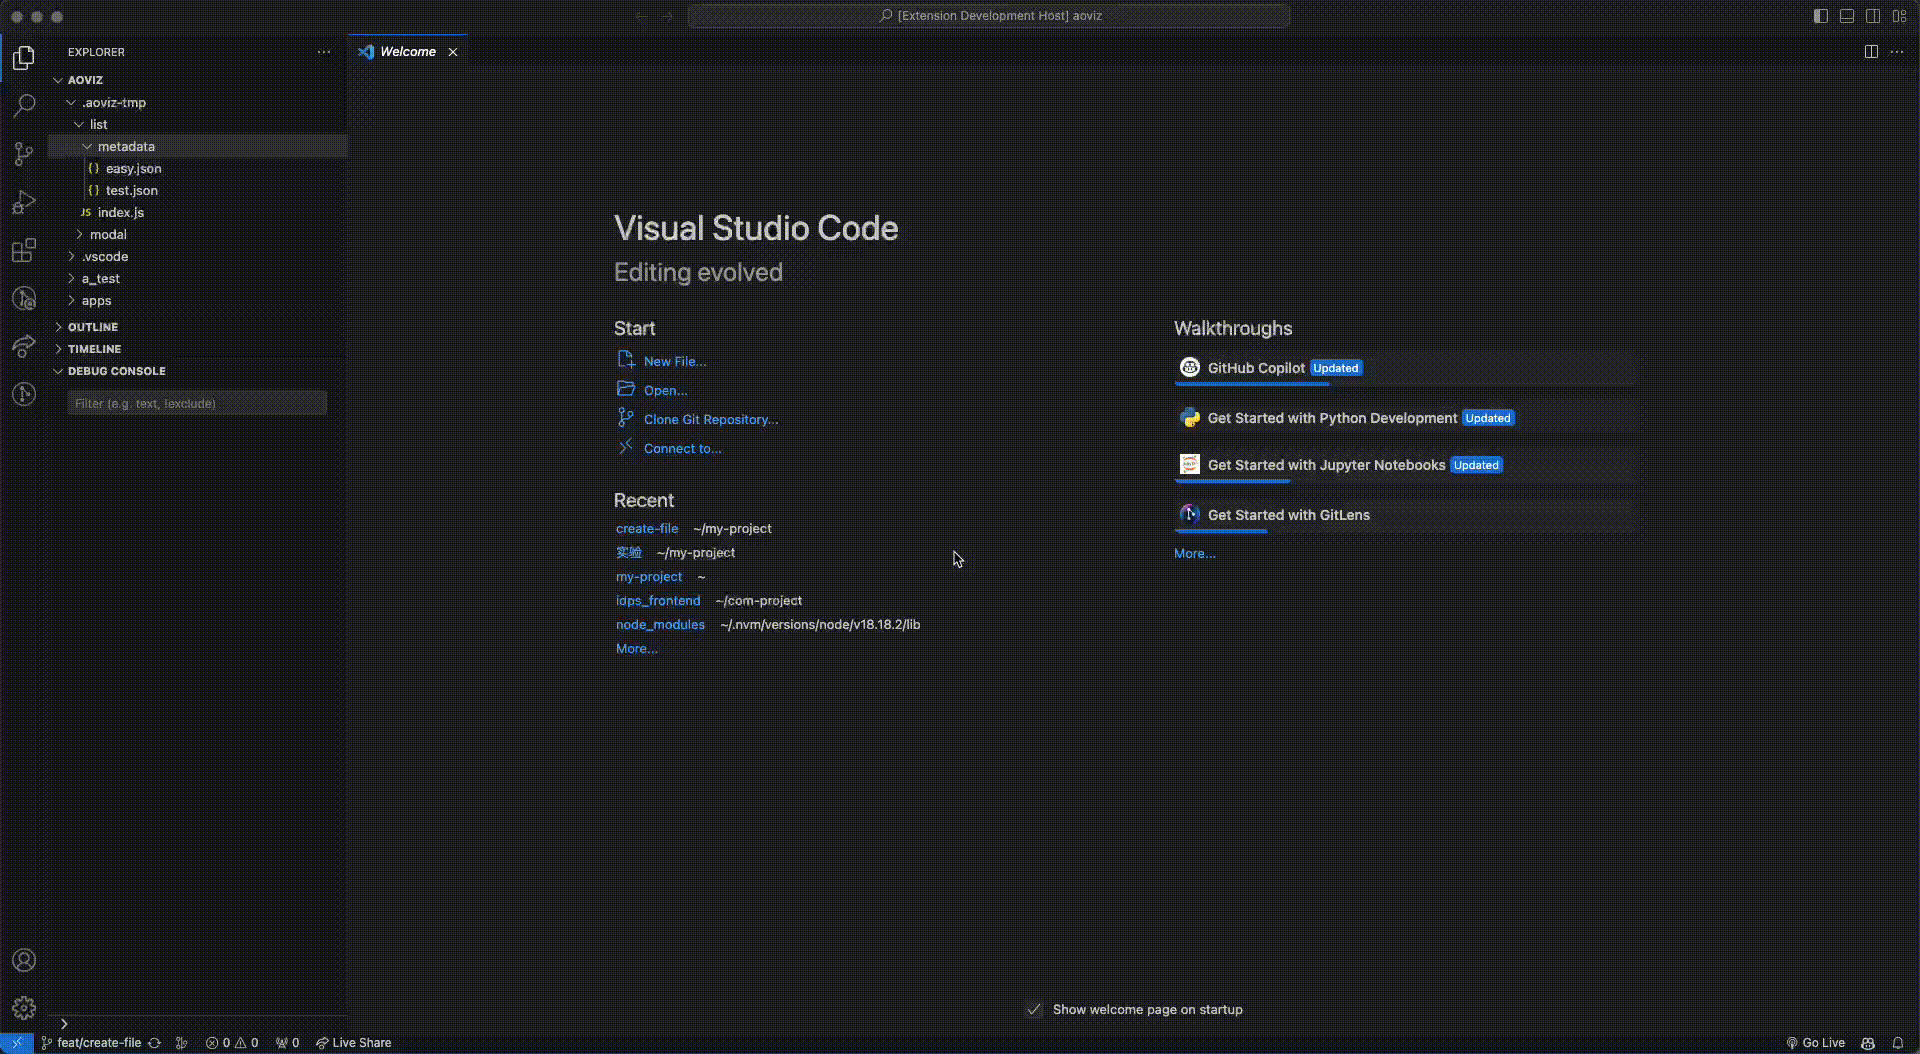 [Extension Development Host] aoviz
EXPLORER
AOVIZ
.aoviz-tmp
list
metadata
{} easy.json
{} test.json
JS index.js
modal
.vscode
a_test
apps
OUTLINE
TIMELINE
DEBUG CONSOLE
Filter (e.g. text, !exclude)
Welcome
Visual Studio Code
Editing evolved
Start
New File...
Open...
Clone Git Repository...
Connect to...
Recent
create-file ~/my-project
实验 ~/my-project
my-project ~
idps_frontend ~/com-project
node_modules ~/.nvm/versions/node/v18.18.2/lib
More...
Walkthroughs
GitHub Copilot Updated
Get Started with Python Development Updated
Get Started with Jupyter Notebooks Updated
Get Started with GitLens
More...
Show welcome page on startup
feat/create-file 0 0 0 Live Share
Go Live